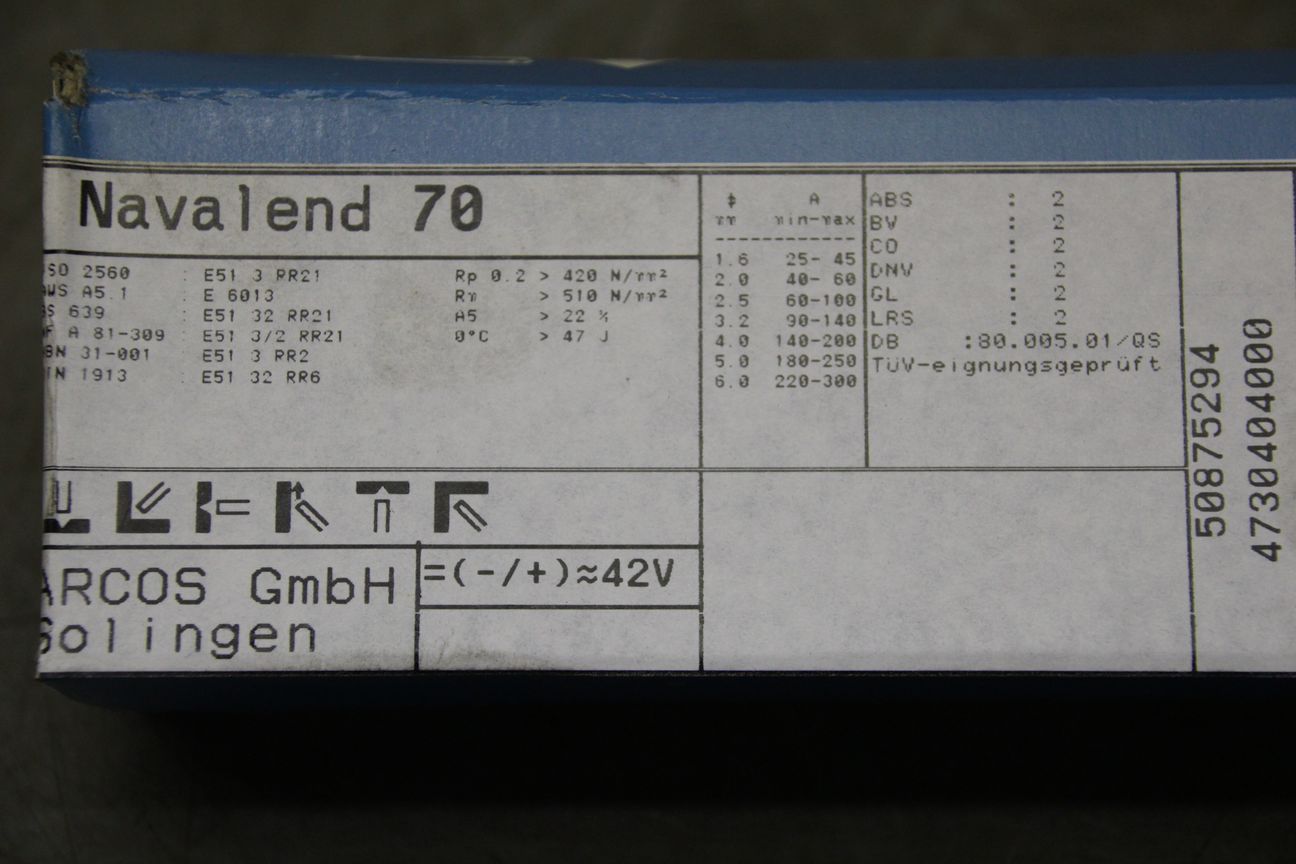 Navalend 70
ISO 2560 : E51 3 RR21
AWS A5.1 : E 6013
BS 639 : E51 32 RR21
NF A 81-309 : E51 3/2 RR21
NBN 31-001 : E51 3 RR2
DIN 1913 : E51 32 RR6
Rp 0.2 > 420 N/mm²
Rm > 510 N/mm²
A5 > 22 %
0°C > 47 J
ϕ A
mm min-max
1.6 25- 45
2.0 40- 60
2.5 60-100
3.2 90-140
4.0 140-200
5.0 180-250
6.0 220-300
ABS : 2
BV : 2
CO : 2
DNV : 2
GL : 2
LRS : 2
DB :80.005.01/QS
TÜV-eignungsgeprüft
ARCOS GmbH
Solingen
=(-/+)≈42V
50875294
4730404000